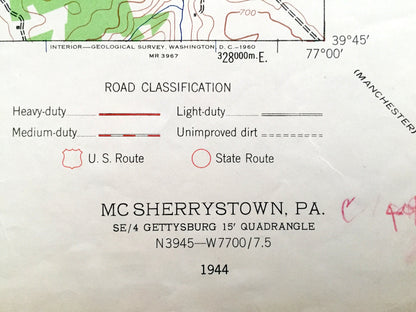 700
INTERIOR—GEOLOGICAL SURVEY, WASHINGTON, D. C.—1960
MR 3967
328000m.E.
39°45'
77°00'
(MANCHESTER)
ROAD CLASSIFICATION
Heavy-duty Light-duty
Medium-duty Unimproved dirt
U. S. Route State Route
MC SHERRYSTOWN, PA.
SE/4 GETTYSBURG 15' QUADRANGLE
N3945—W7700/7.5
1944